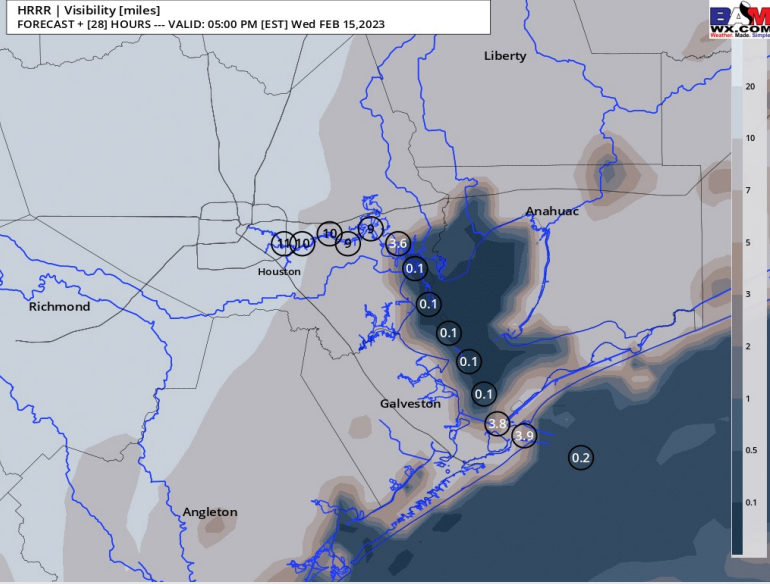 HRRR | Visibility [miles]
FORECAST + [28] HOURS --- VALID: 05:00 PM [EST] Wed FEB 15,2023
BAM
WX.COM
Weather. Made. Simple
Liberty
20
10
7
Anahuac
11 10 10 9 9 3.6
5
Houston
0.1
3
Richmond
0.1
0.1
2
0.1
0.1
1
Galveston
3.8
3.9
0.5
0.2
0.1
Angleton